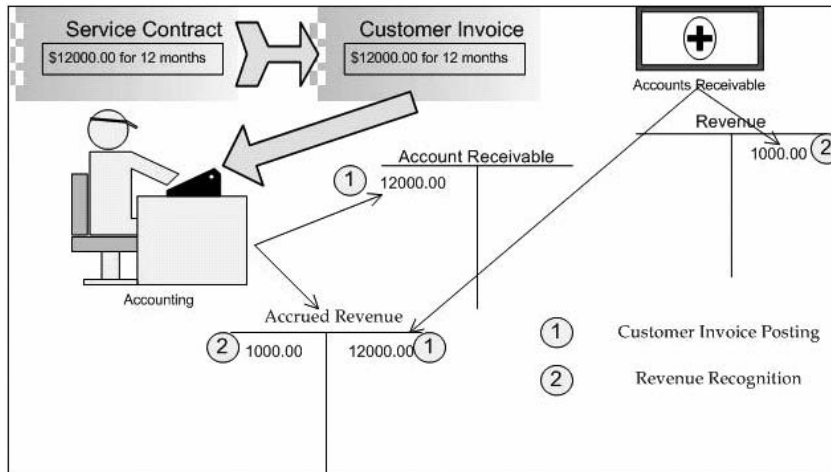 Service Contract
$12000.00 for 12 months
Customer Invoice
$12000.00 for 12 months
Accounts Receivable
Revenue
1000.00 2
Account Receivable
1 12000.00
Accounting
Accrued Revenue
2 1000.00 12000.00 1
1 Customer Invoice Posting
2 Revenue Recognition